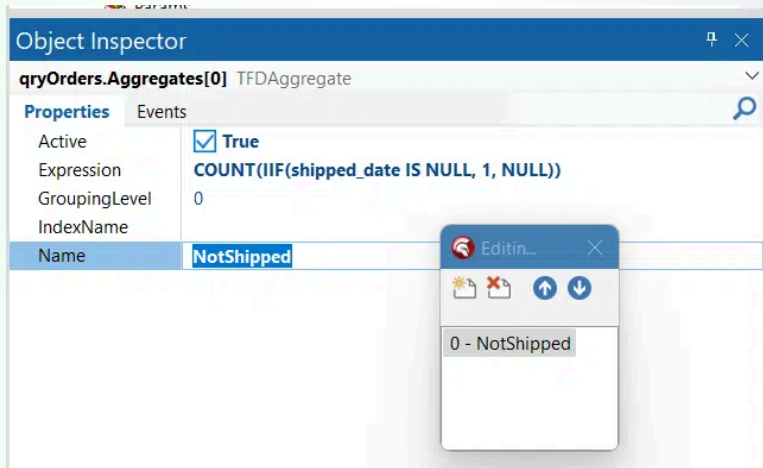 Params
Object Inspector
qryOrders.Aggregates[0] TFDAggregate
Properties Events
Active True
Expression COUNT(IIF(shipped_date IS NULL, 1, NULL))
GroupingLevel 0
IndexName
Name NotShipped
Editin...
0 - NotShipped